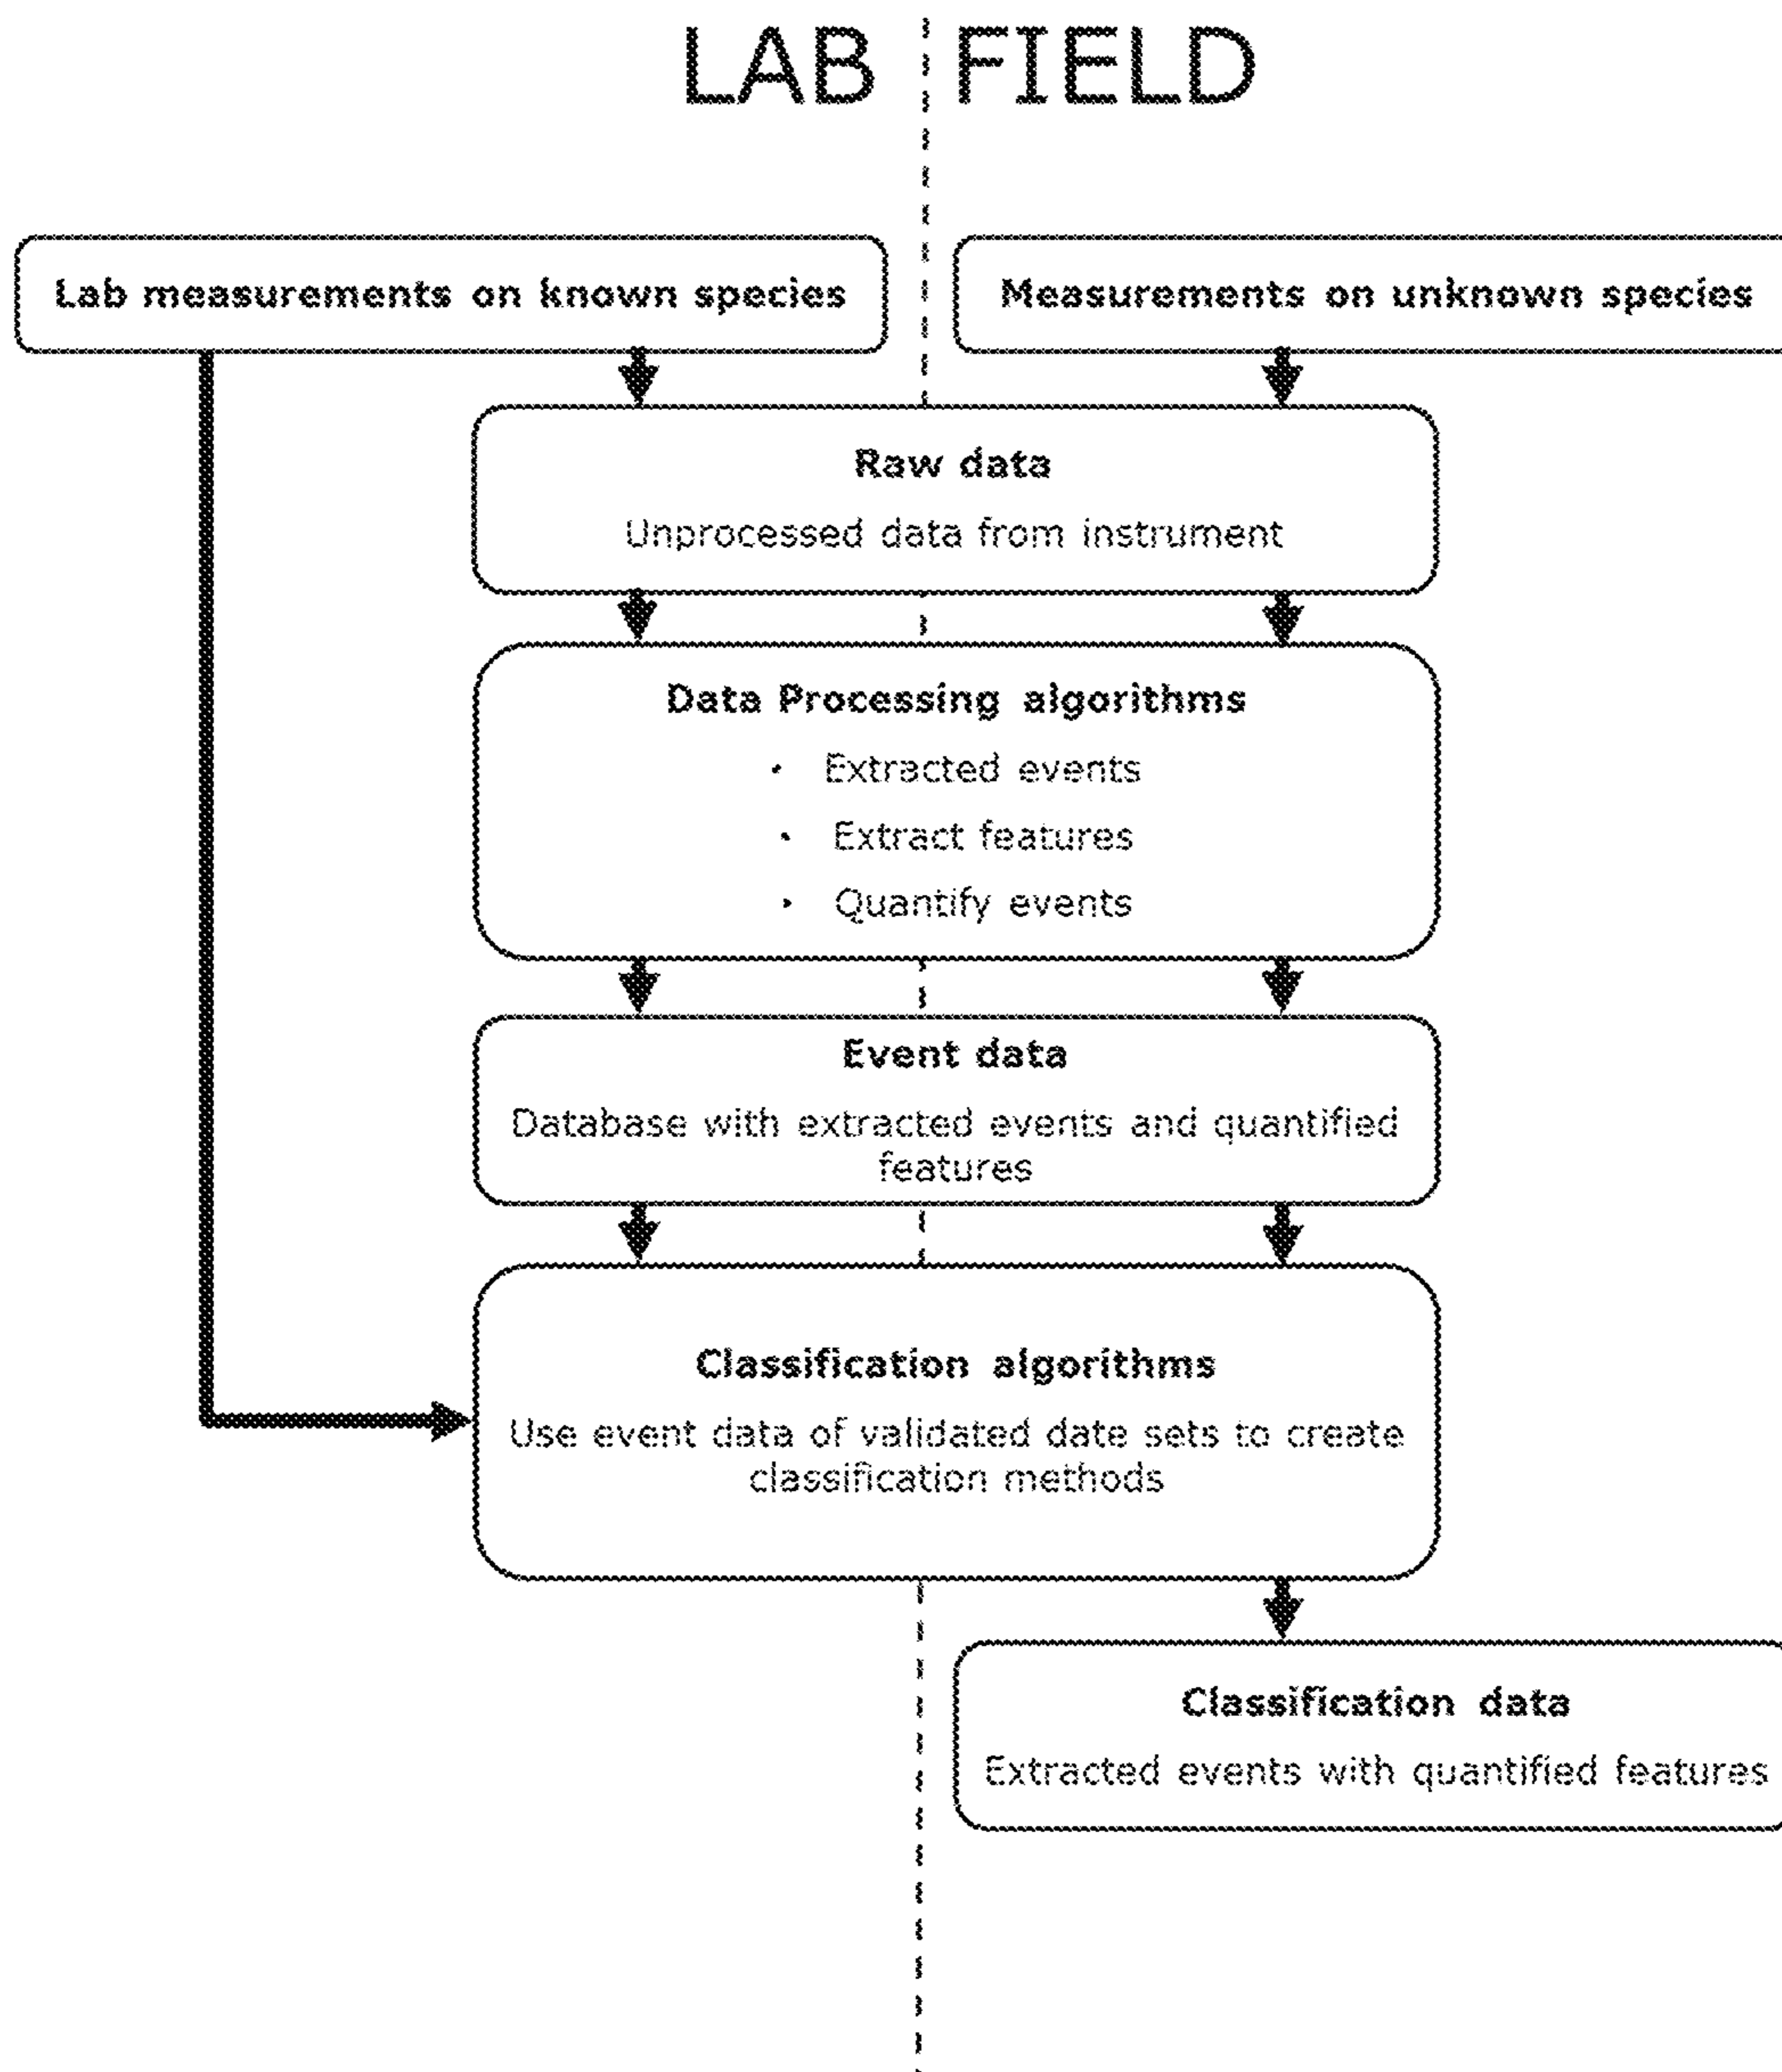 LAB FIELD
Lab measurements on known species
Measurements on unknown species
Raw data
Unprocessed data from instrument
Data Processing algorithms
· Extracted events
· Extract features
· Quantify events
Event data
Database with extracted events and quantified
features
Classification algorithms
Use event data of validated date sets to create
classification methods
Classification data
Extracted events with quantified features